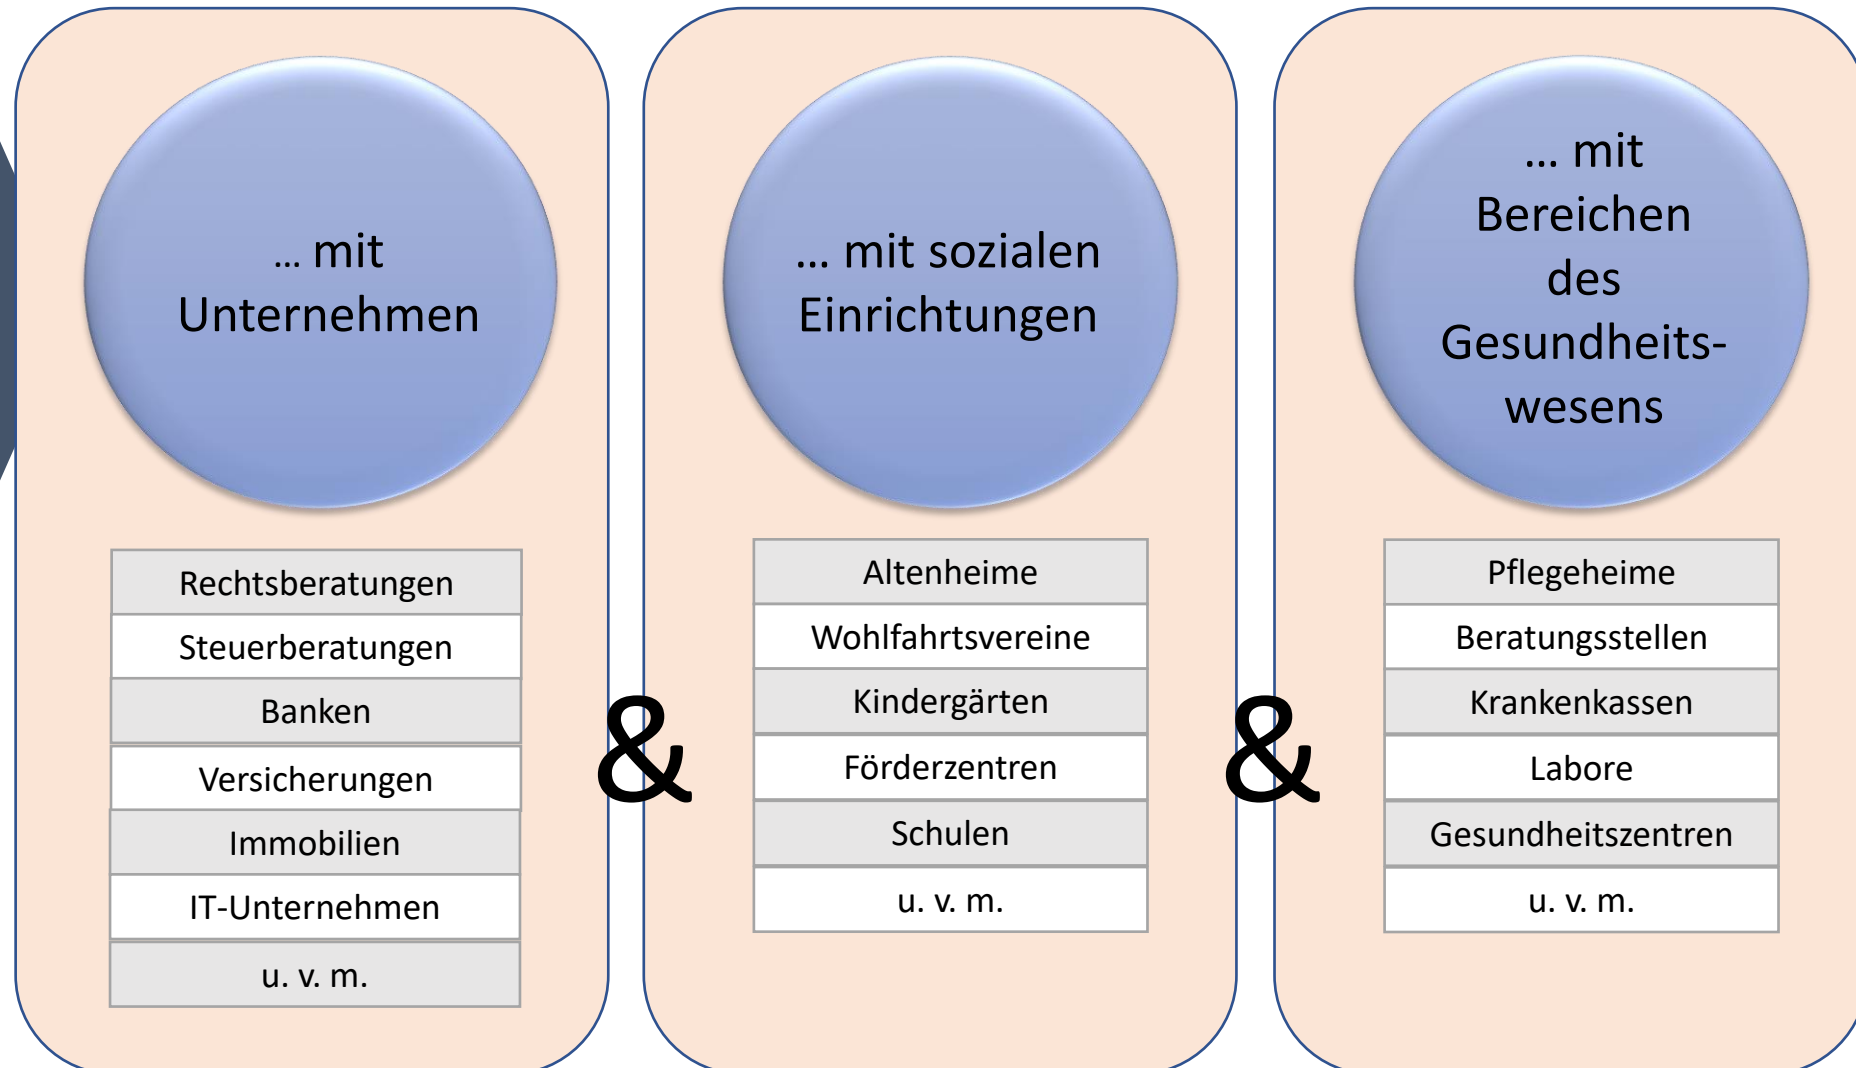 ... mit
Unternehmen
Rechtsberatungen
Steuerberatungen
Banken
Versicherungen
Immobilien
IT-Unternehmen
u. v. m.
&
... mit sozialen
Einrichtungen
Altenheime
Wohlfahrtsvereine
Kindergärten
Förderzentren
Schulen
u. v. m.
&
... mit
Bereichen
des
Gesundheits-
wesens
Pflegeheime
Beratungsstellen
Krankenkassen
Labore
Gesundheitszentren
u. v. m.